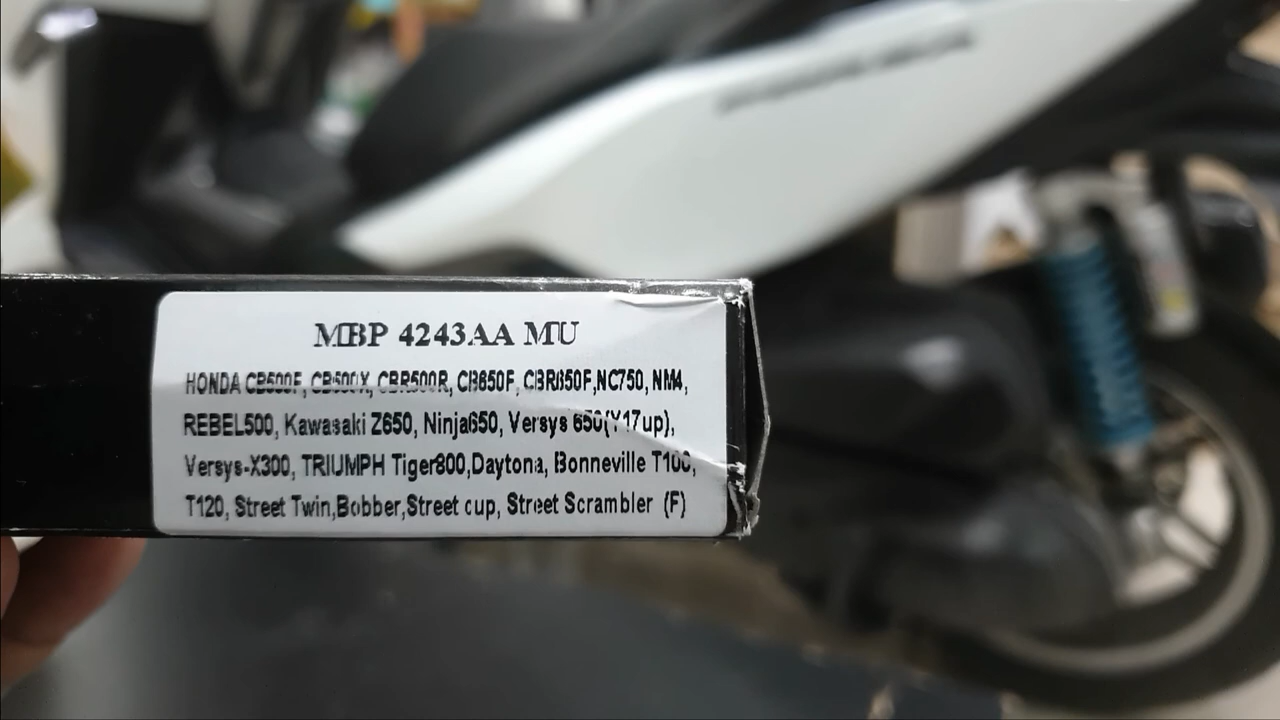 MBP 4243AA MU
HONDA CB500F, CB500X, CBR500R, CB650F, CBR650F,NC750, NM4,
REBEL500, Kawasaki Z650, Ninja650, Versys 650(Y17up),
Versys-X300, TRIUMPH Tiger800,Daytona, Bonneville T100,
T120, Street Twin,Bobber,Street cup, Street Scrambler (F)